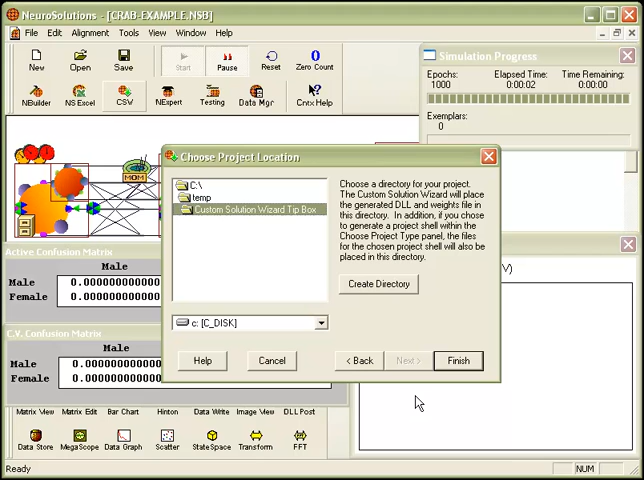 NeuroSolutions - [CRAB-EXAMPLE.NSB]
File Edit Alignment Tools View Window Help
New Open Save Start Pause Reset Zero Count
NBuilder NS Excel CSW NExpert Testing Data Mgr Cntx Help
Simulation Progress
Epochs: Elapsed Time: Time Remaining:
1000 0:00:02 0:00:00
Exemplars:
0
MOM
Active Confusion Matrix
Male
Male 0.0000000000
Female 0.0000000000
C.V. Confusion Matrix
Male
Male 0.0000000000
Female 0.0000000000
Choose Project Location
C:\
temp
Custom Solution Wizard Tip Box
c: [C_DISK]
Choose a directory for your project.
The Custom Solution Wizard will place
the generated DLL and weights file in
this directory. In addition, if you chose
to generate a project shell within the
Choose Project Type panel, the files
for the chosen project shell will also be
placed in this directory.
Create Directory
Help Cancel < Back Next > Finish
V)
Matrix View Matrix Edit Bar Chart Hinton Data Write Image View DLL Post
Data Store MegaScope Data Graph Scatter StateSpace Transform FFT
Ready NUM